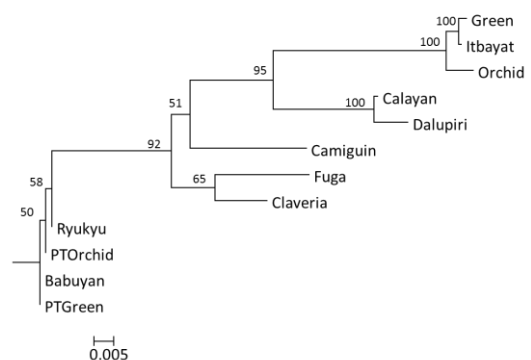 Green
100
Itbayat
100
Orchid
95
Calayan
100
Dalupiri
51
Camiguin
92
Fuga
65
Claveria
58
50
Ryukyu
PTOrchid
Babuyan
PTGreen
0.005